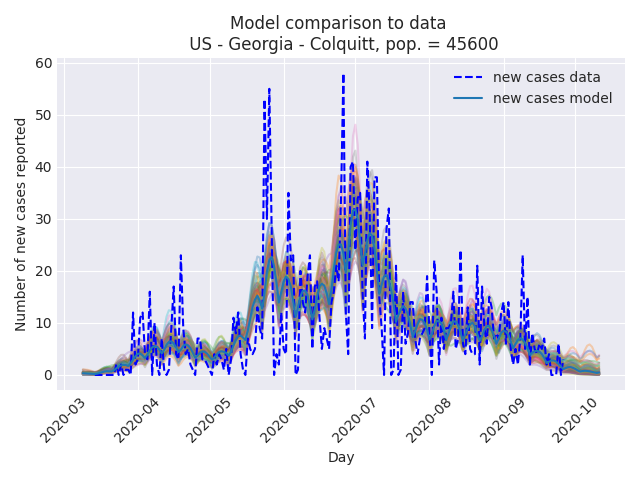 Model comparison to data
US - Georgia - Colquitt, pop. = 45600
new cases data
new cases model
Number of new cases reported
60
50
40
30
20
10
0
2020-03
2020-04
2020-05
2020-06
2020-07
2020-08
2020-09
2020-10
Day